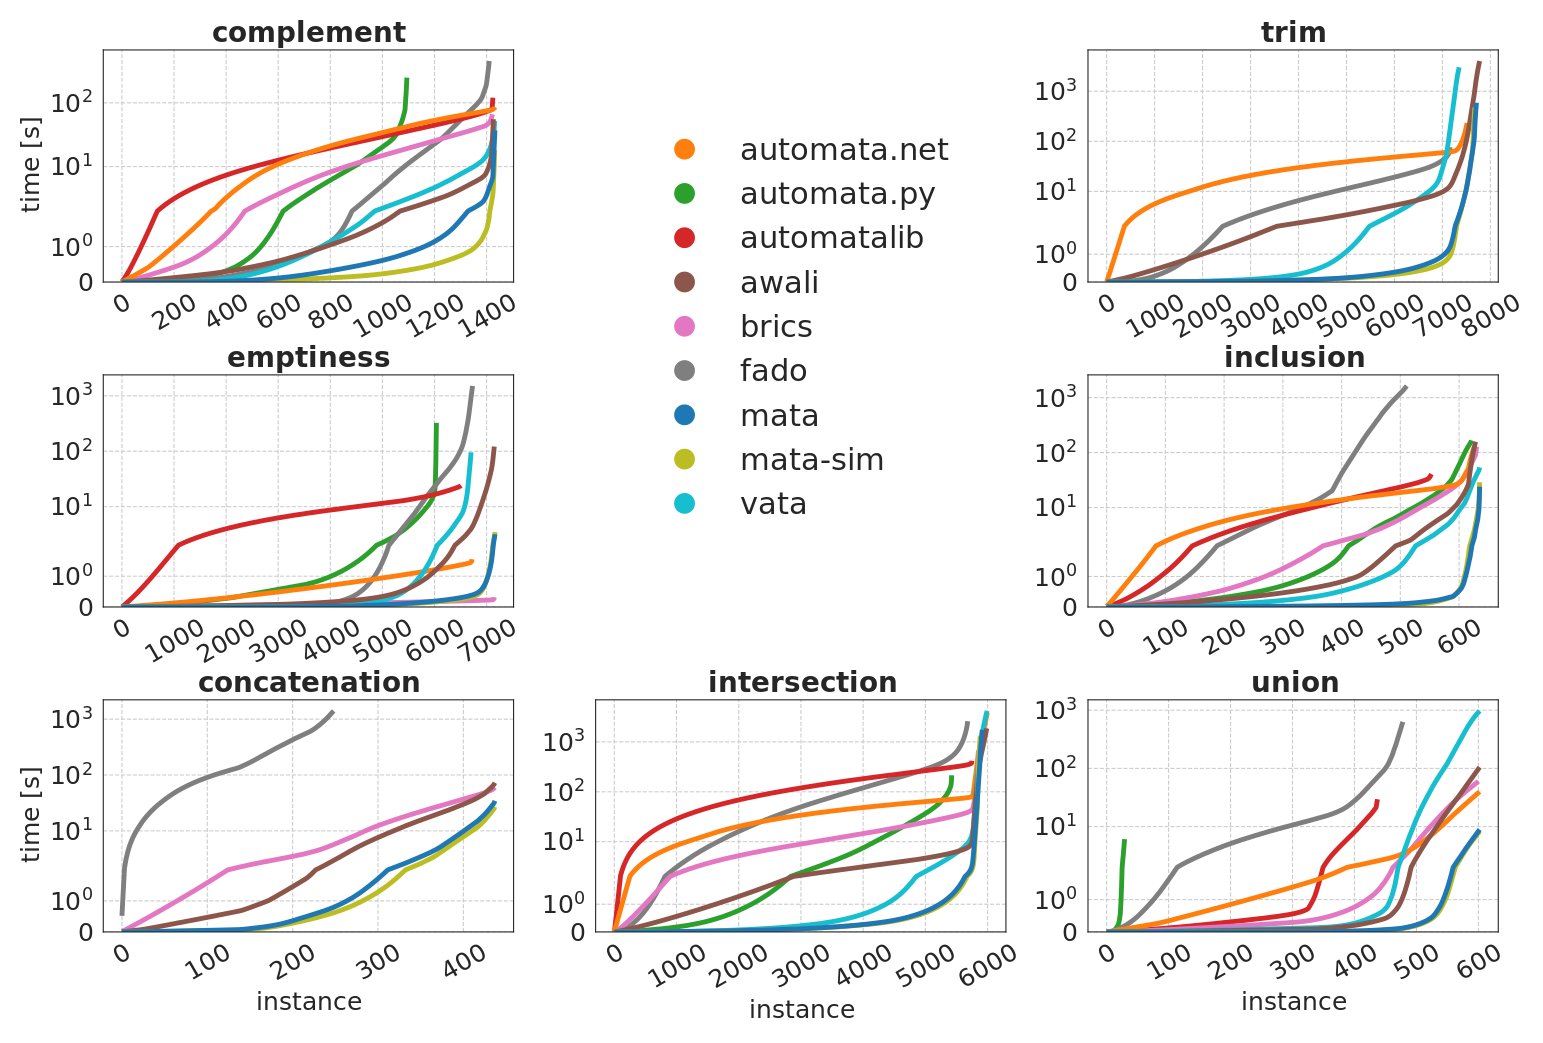 complement
time [s]
10²
10¹
10⁰
0
0 200 400 600 800 1000 1200 1400
automata.net
automata.py
automatalib
awali
brics
fado
mata
mata-sim
vata
trim
10³
10²
10¹
10⁰
0
0 1000 2000 3000 4000 5000 6000 7000 8000
emptiness
10³
10²
10¹
10⁰
0
0 1000 2000 3000 4000 5000 6000 7000
inclusion
10³
10²
10¹
10⁰
0
0 100 200 300 400 500 600
concatenation
time [s]
10³
10²
10¹
10⁰
0
0 100 200 300 400
instance
intersection
10³
10²
10¹
10⁰
0
0 1000 2000 3000 4000 5000 6000
instance
union
10³
10²
10¹
10⁰
0
0 100 200 300 400 500 600
instance